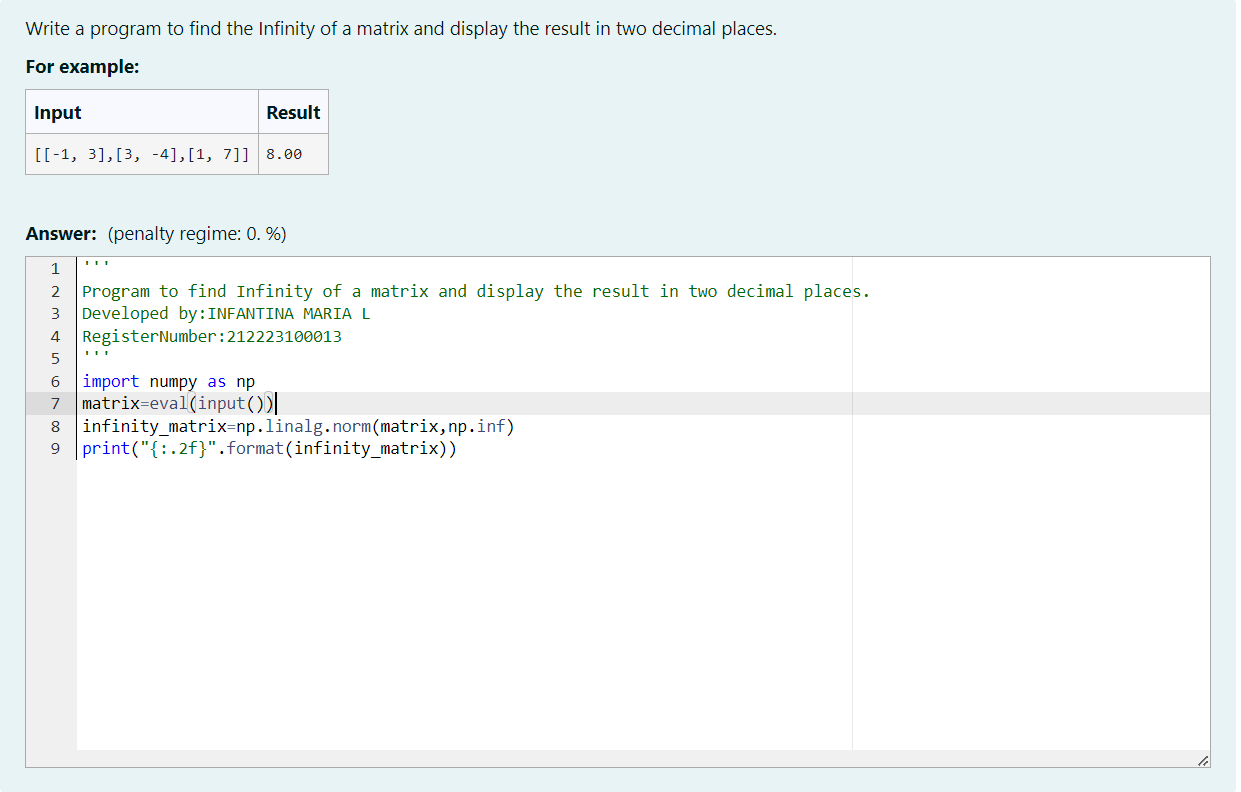 Write a program to find the Infinity of a matrix and display the result in two decimal places.
For example:
Input Result
[[-1, 3],[3, -4],[1, 7]] 8.00
Answer: (penalty regime: 0. %)
1 '''
2 Program to find Infinity of a matrix and display the result in two decimal places.
3 Developed by:INFANTINA MARIA L
4 RegisterNumber:212223100013
5 '''
6 import numpy as np
7 matrix=eval(input())
8 infinity_matrix=np.linalg.norm(matrix,np.inf)
9 print("{:.2f}".format(infinity_matrix))